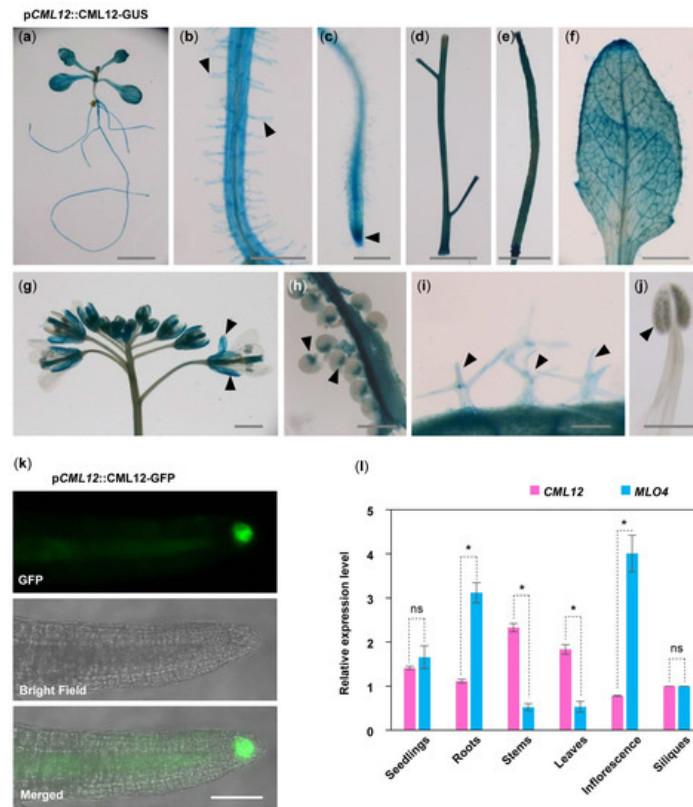 pCML12::CML12-GUS
(a)
(b)
(c)
(d)
(e)
(f)
(g)
(h)
(i)
(j)
(k)
pCML12::CML12-GFP
GFP
Bright Field
Merged
(l)
CML12
MLO4
Relative expression level
5
4
3
2
1
0
ns
*
*
*
*
ns
Seedlings
Roots
Stems
Leaves
Inflorescence
Siliques